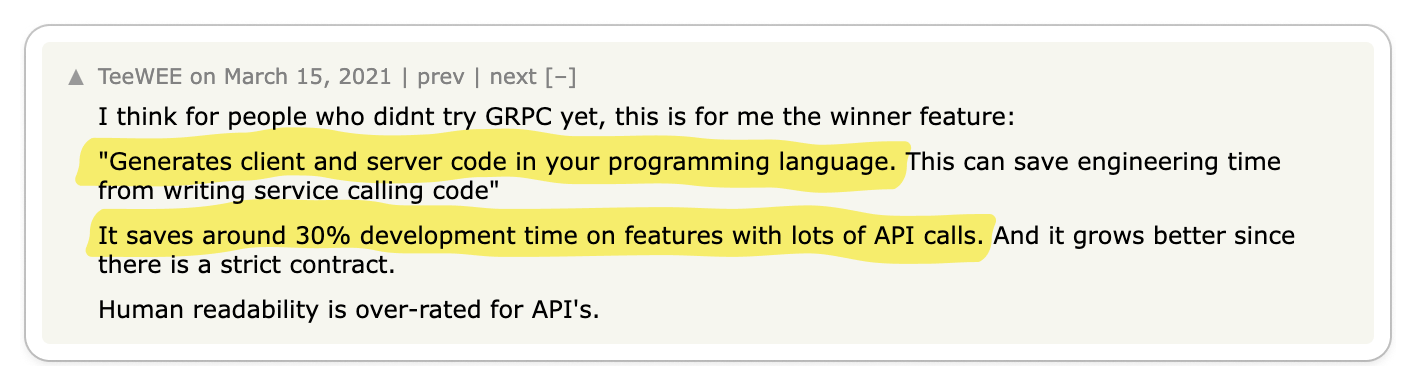 ▲ TeeWEE on March 15, 2021 | prev | next [–]
I think for people who didnt try GRPC yet, this is for me the winner feature:
"Generates client and server code in your programming language. This can save engineering time
from writing service calling code"
It saves around 30% development time on features with lots of API calls. And it grows better since
there is a strict contract.
Human readability is over-rated for API's.